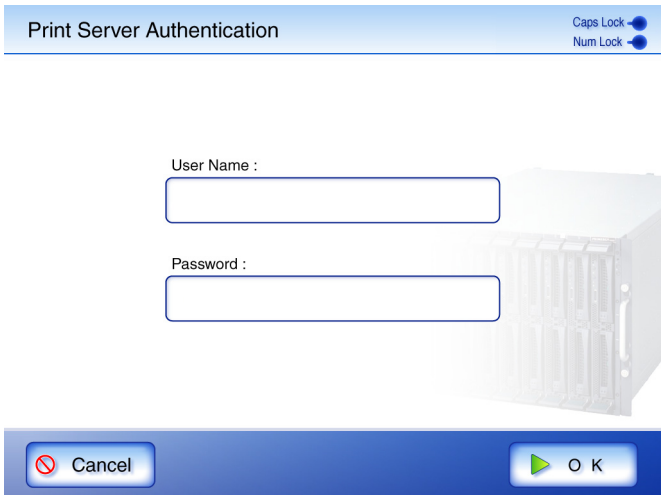 Print Server Authentication
Caps Lock
Num Lock
User Name :
Password :
Cancel
O K